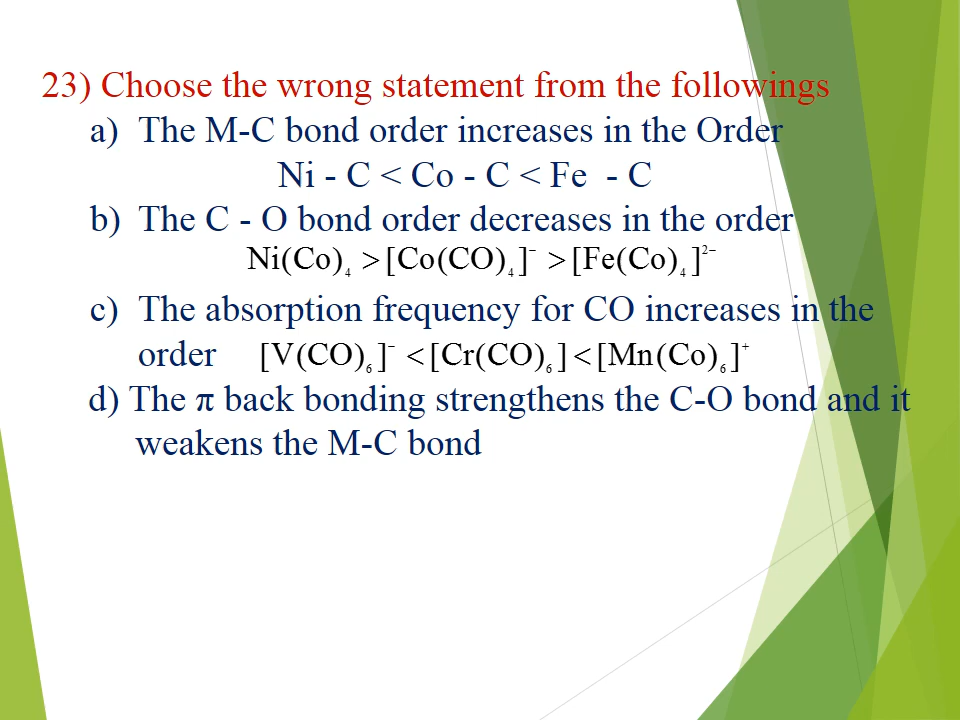 23) Choose the wrong statement from the followings
a) The M-C bond order increases in the Order
Ni - C < Co - C < Fe - C
b) The C - O bond order decreases in the order
Ni(Co)₄ > [Co(CO)₄]⁻ > [Fe(Co)₄]²⁻
c) The absorption frequency for CO increases in the
order [V(CO)₆]⁻ < [Cr(CO)₆] < [Mn(Co)₆]⁺
d) The π back bonding strengthens the C-O bond and it
weakens the M-C bond